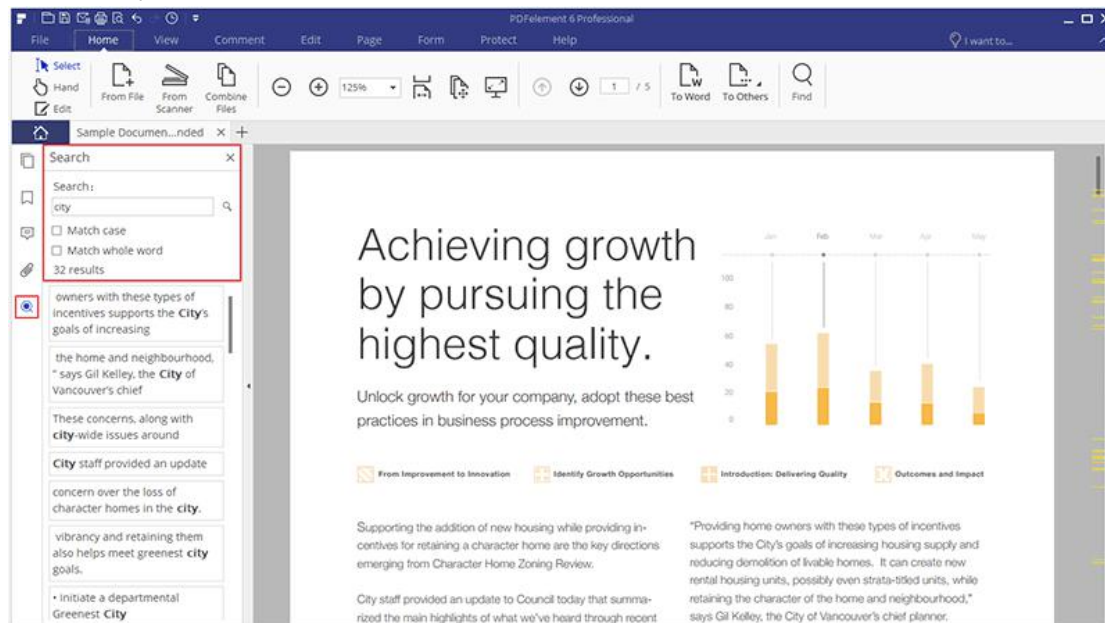 PDFelement 6 Professional
File Home View Comment Edit Page Form Protect Help I want to...
Select
Hand
Edit
From File
From Scanner
Combine Files
125%
1 / 5
To Word
To Others
Find
Sample Documen...nded × +
Search ×
Search:
city
Match case
Match whole word
32 results
owners with these types of
incentives supports the City's
goals of increasing
the home and neighbourhood,
" says Gil Kelley, the City of
Vancouver's chief
These concerns, along with
city-wide issues around
City staff provided an update
concern over the loss of
character homes in the city.
vibrancy and retaining them
also helps meet greenest city
goals.
• Initiate a departmental
Greenest City
Achieving growth
by pursuing the
highest quality.
Unlock growth for your company, adopt these best
practices in business process improvement.
Jan Feb Mar Apr May
100
80
60
40
20
0
From Improvement to Innovation
Identify Growth Opportunities
Introduction: Delivering Quality
Outcomes and Impact
Supporting the addition of new housing while providing in-
centives for retaining a character home are the key directions
emerging from Character Home Zoning Review.
City staff provided an update to Council today that summa-
rized the main highlights of what we've heard through recent
"Providing home owners with these types of incentives
supports the City's goals of increasing housing supply and
reducing demolition of livable homes. It can create new
rental housing units, possibly even strata-titled units, while
retaining the character of the home and neighbourhood,"
says Gil Kelley, the City of Vancouver's chief planner.